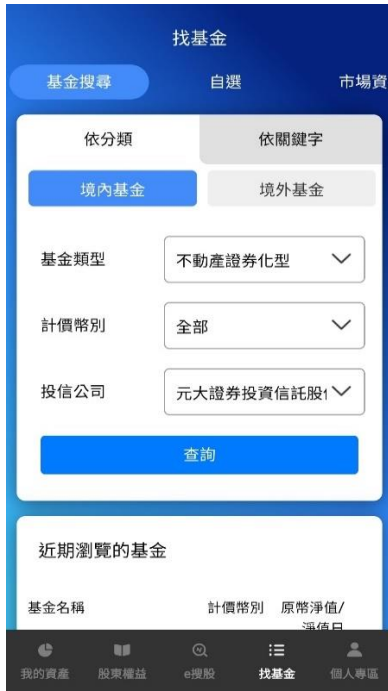 找基金
基金搜尋 自選 市場資
依分類 依關鍵字
境內基金 境外基金
基金類型 不動產證券化型
計價幣別 全部
投信公司 元大證券投資信託股
查詢
近期瀏覽的基金
基金名稱 計價幣別 原幣淨值/
淨值日
我的資產 股東權益 e搜股 找基金 個人專區